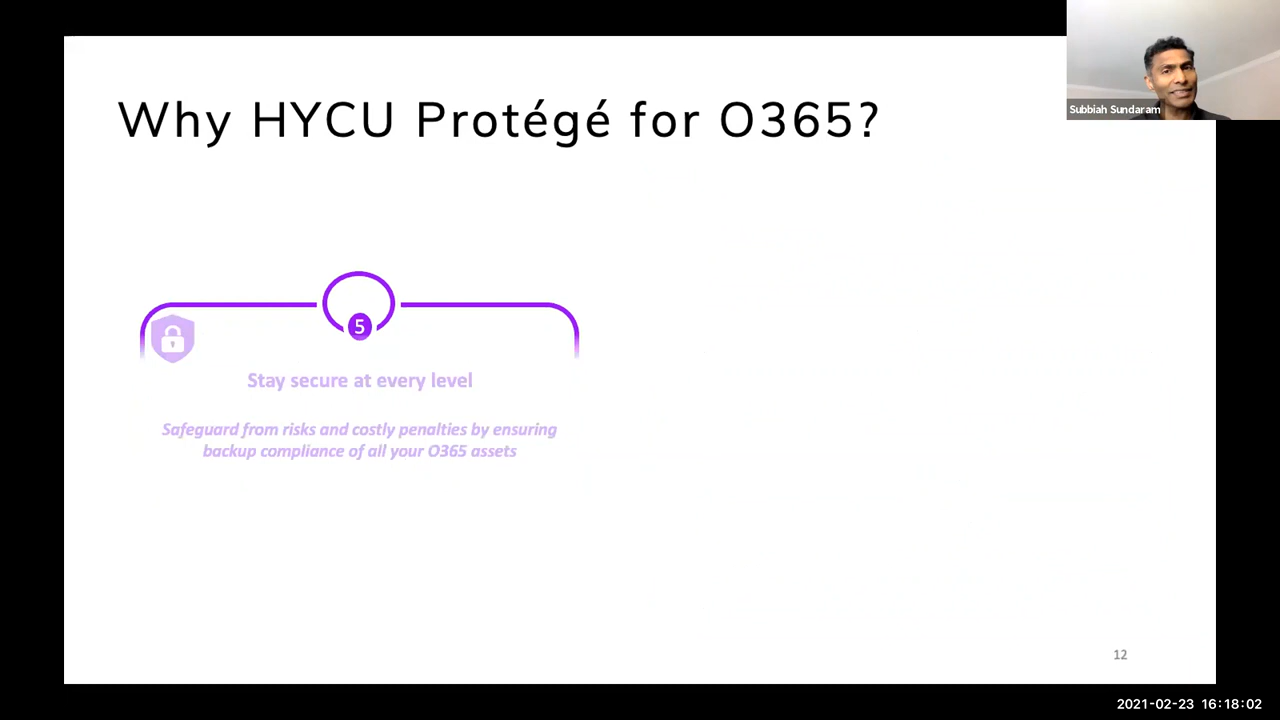 Why HYCU Protégé for O365?
Subbiah Sundaram
5
Stay secure at every level
Safeguard from risks and costly penalties by ensuring
backup compliance of all your O365 assets
12
2021-02-23 16:18:02